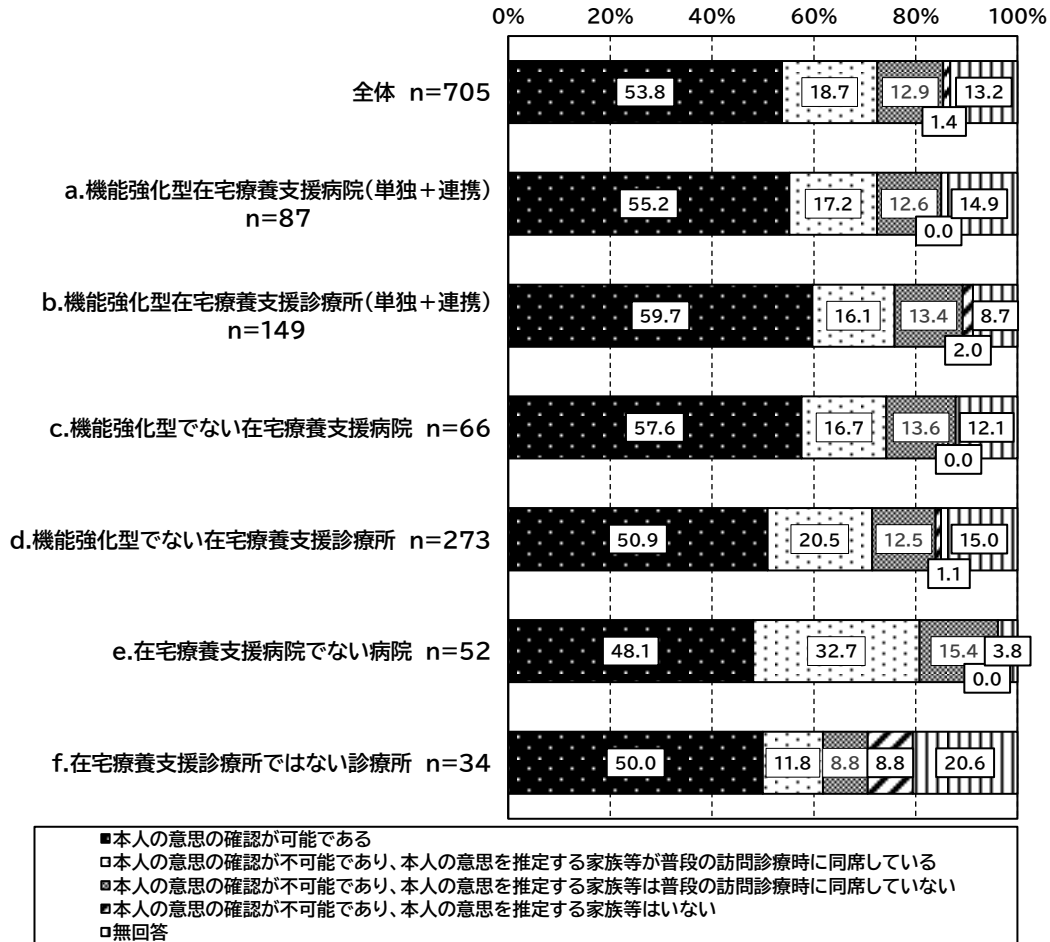 0% 20% 40% 60% 80% 100%
全体 n=705
53.8 18.7 12.9 1.4 13.2
a.機能強化型在宅療養支援病院(単独+連携)
n=87
55.2 17.2 12.6 0.0 14.9
b.機能強化型在宅療養支援診療所(単独+連携)
n=149
59.7 16.1 13.4 2.0 8.7
c.機能強化型でない在宅療養支援病院 n=66
57.6 16.7 13.6 0.0 12.1
d.機能強化型でない在宅療養支援診療所 n=273
50.9 20.5 12.5 1.1 15.0
e.在宅療養支援病院でない病院 n=52
48.1 32.7 15.4 0.0 3.8
f.在宅療養支援診療所ではない診療所 n=34
50.0 11.8 8.8 8.8 20.6
本人の意思の確認が可能である
本人の意思の確認が不可能であり、本人の意思を推定する家族等が普段の訪問診療時に同席している
本人の意思の確認が不可能であり、本人の意思を推定する家族等は普段の訪問診療時に同席していない
本人の意思の確認が不可能であり、本人の意思を推定する家族等はいない
無回答